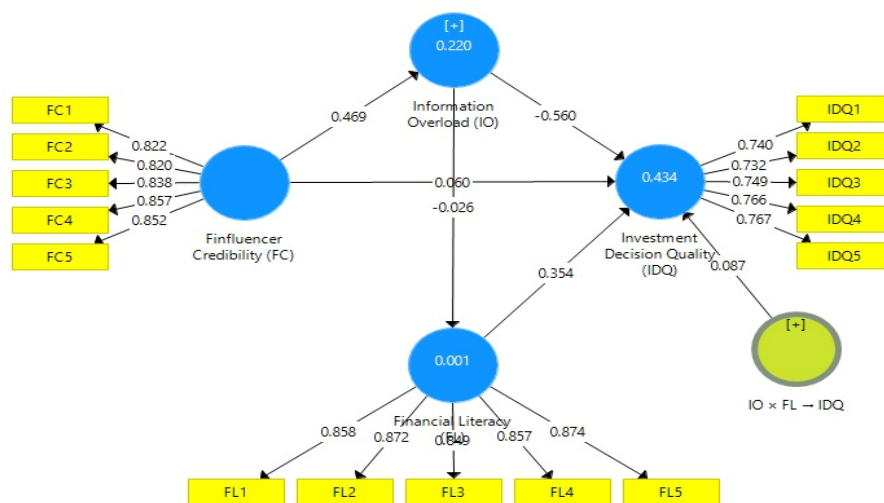 [+]
0.220
Information
Overload (IO)
FC1
FC2
FC3
FC4
FC5
0.822
0.820
0.838
0.857
0.852
Finfluencer
Credibility (FC)
0.469
-0.560
0.060
-0.026
0.434
Investment
Decision Quality
(IDQ)
0.740
0.732
0.749
0.766
0.767
IDQ1
IDQ2
IDQ3
IDQ4
IDQ5
0.354
0.087
[+]
IO × FL → IDQ
0.001
Financial Literacy
(FL)
0.858
0.872
0.849
0.857
0.874
FL1
FL2
FL3
FL4
FL5